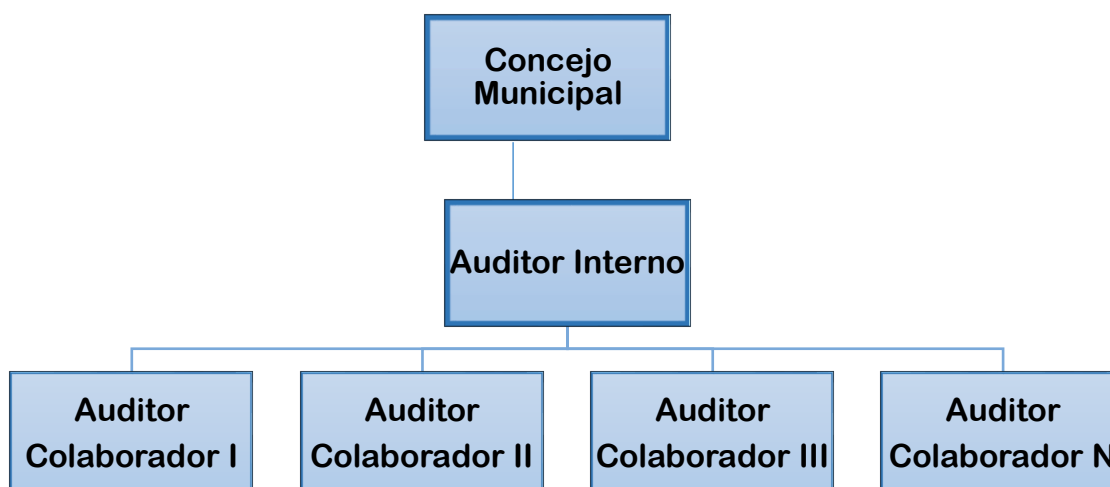 Concejo
Municipal
Auditor Interno
Auditor
Colaborador I
Auditor
Colaborador II
Auditor
Colaborador III
Auditor
Colaborador N